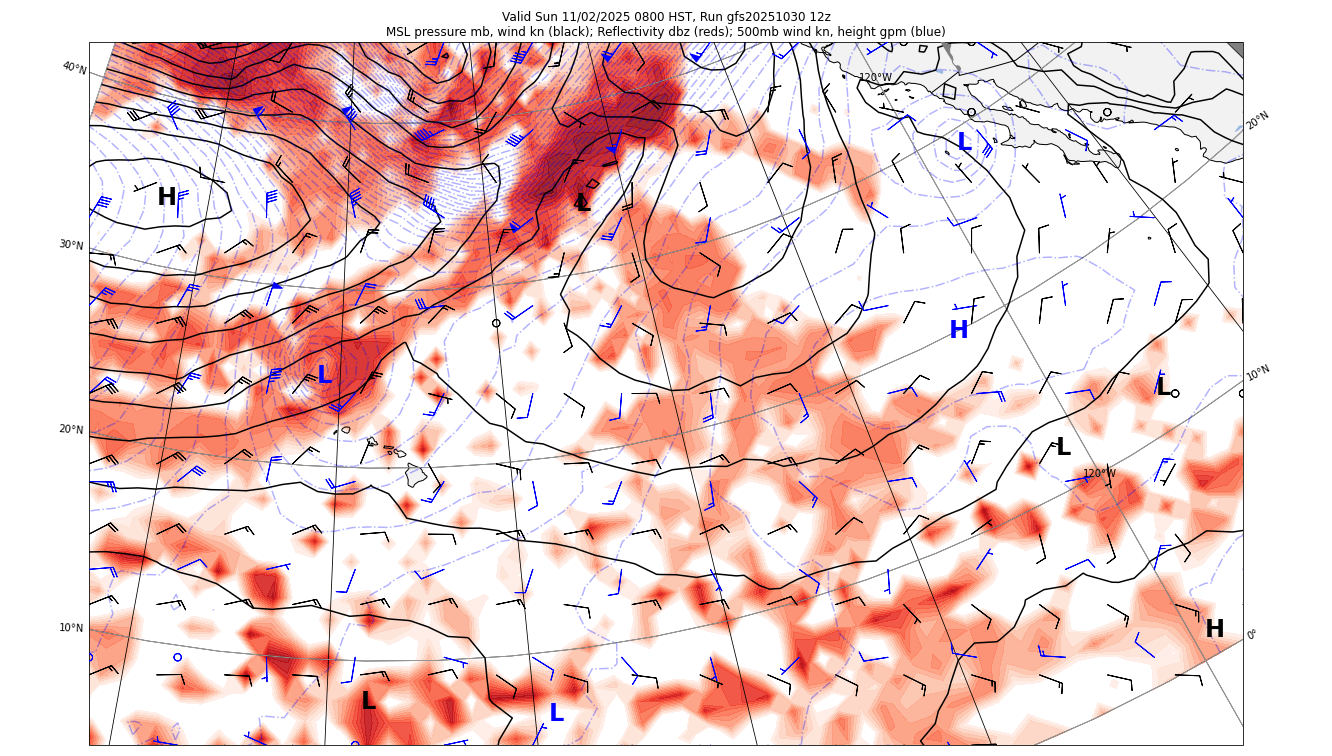 Valid Sun 11/02/2025 0800 HST, Run gfs20251030 12z
MSL pressure mb, wind kn (black); Reflectivity dbz (reds); 500mb wind kn, height gpm (blue)
40°N
120°W
20°N
L
H
L
30°N
H
L
10°N
L
20°N
L
120°W
10°N
H
0°
L
L